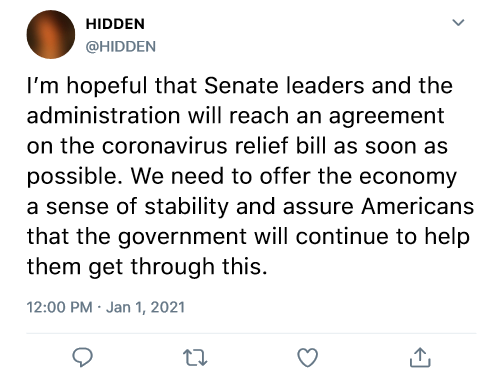 HIDDEN
@HIDDEN
I’m hopeful that Senate leaders and the
administration will reach an agreement
on the coronavirus relief bill as soon as
possible. We need to offer the economy
a sense of stability and assure Americans
that the government will continue to help
them get through this.
12:00 PM · Jan 1, 2021